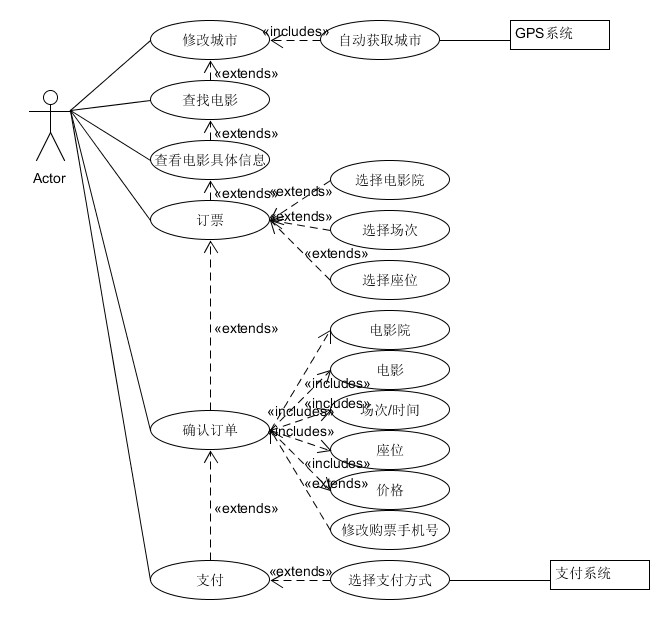 修改城市
«includes»
自动获取城市
GPS系统
«extends»
查找电影
«extends»
Actor
查看电影具体信息
«extends»
«extends»
选择电影院
订票
«extends»
选择场次
«extends»
选择座位
«extends»
电影院
电影
«includes»
«includes»
场次/时间
«includes»
确认订单
«includes»
座位
«includes»
«extends»
价格
«extends»
修改购票手机号
支付
«extends»
选择支付方式
支付系统